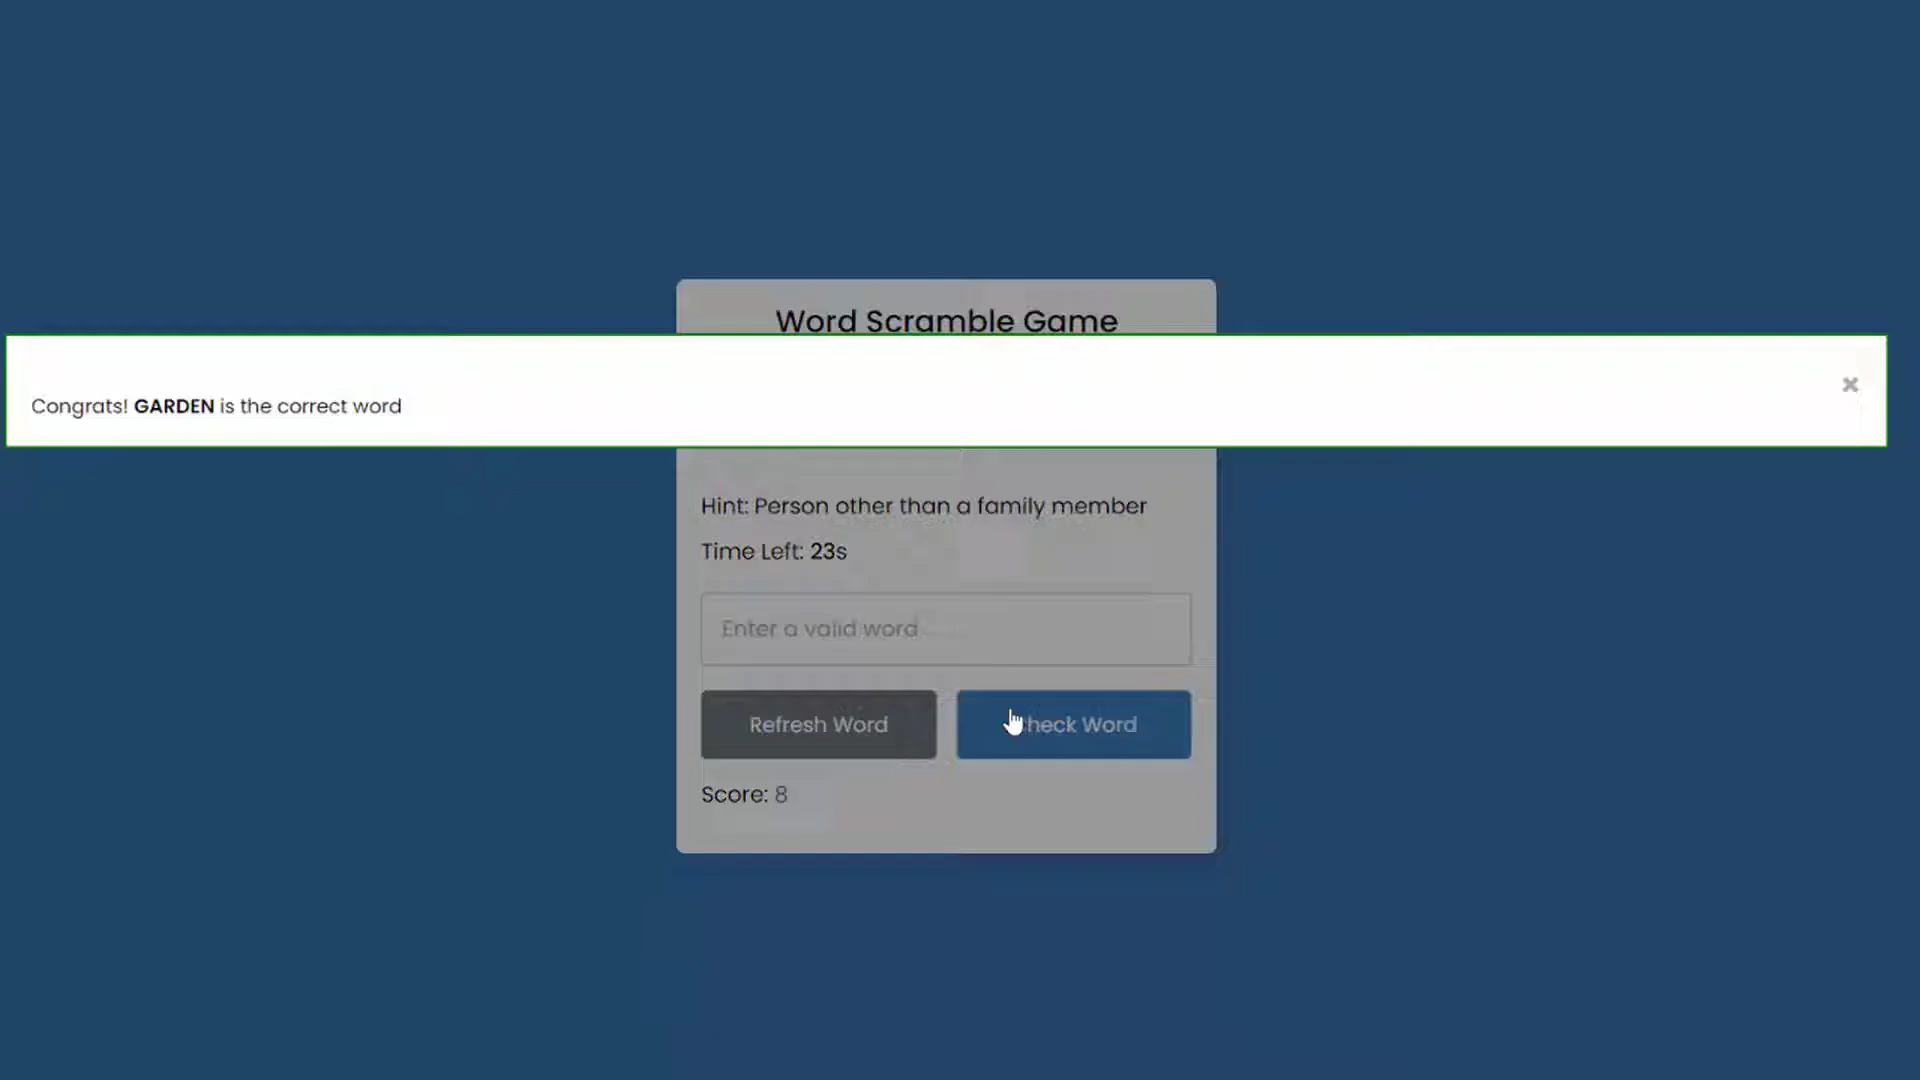 Word Scramble Game
Congrats! GARDEN is the correct word
Hint: Person other than a family member
Time Left: 23s
Enter a valid word
Refresh Word
Check Word
Score: 8